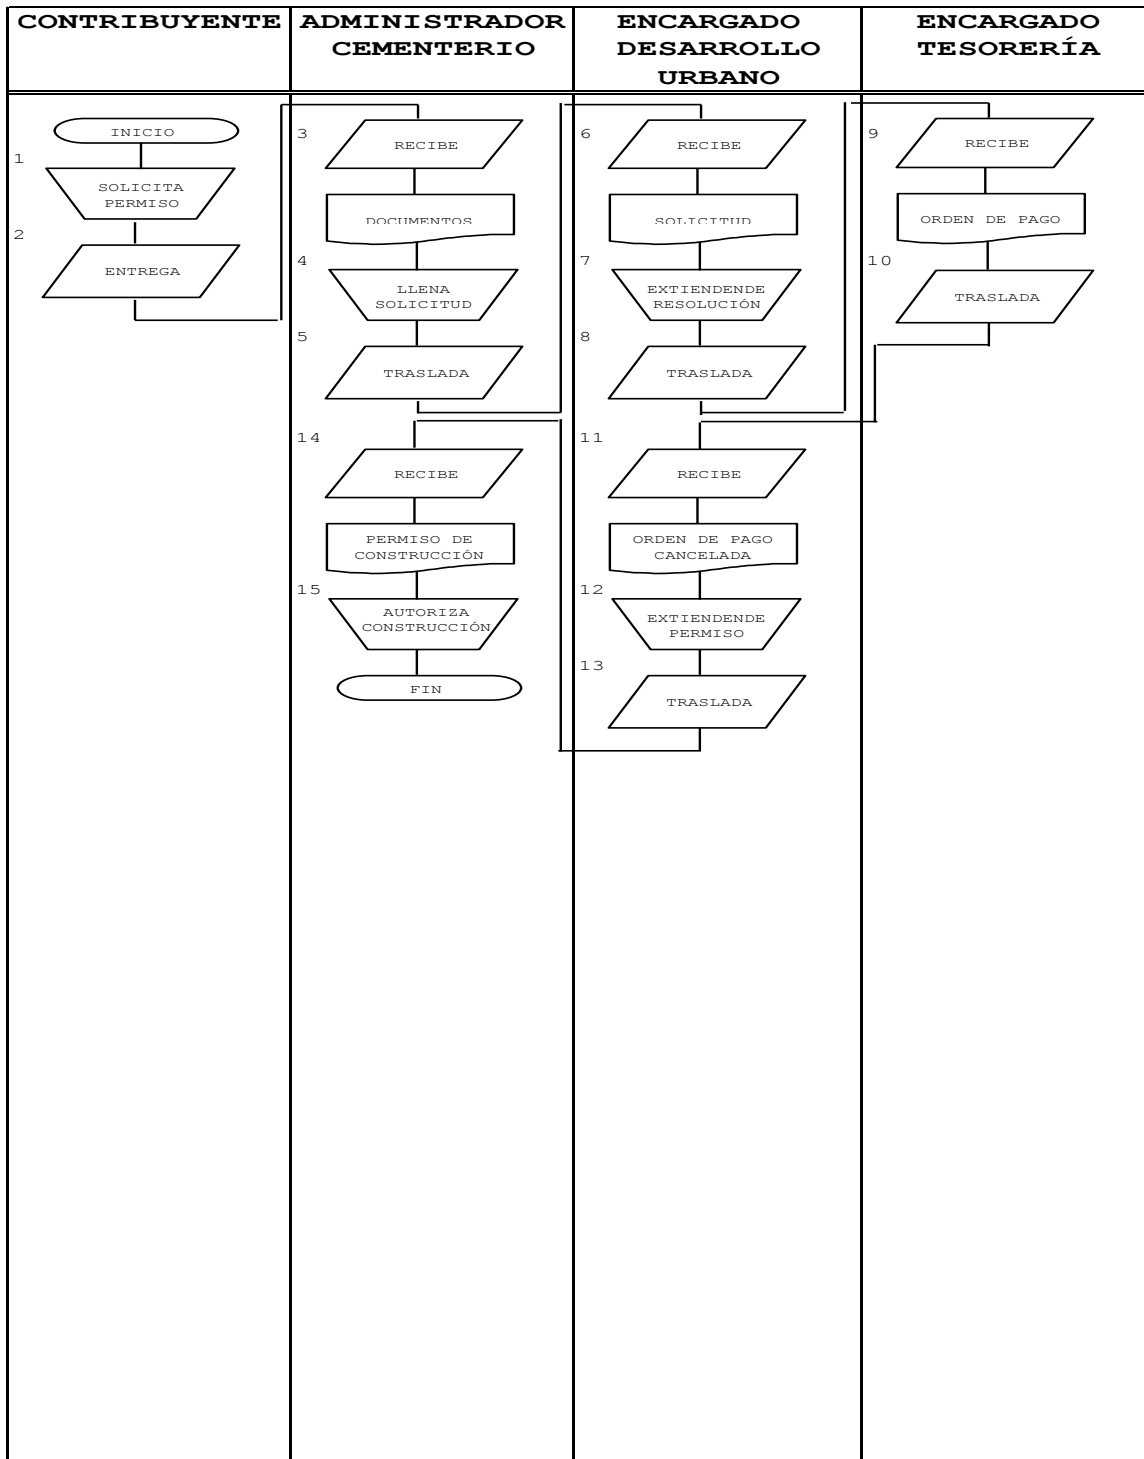 CONTRIBUYENTE
ADMINISTRADOR
CEMENTERIO
ENCARGADO
DESARROLLO
URBANO
ENCARGADO
TESORERÍA
INICIO
1
SOLICITA
PERMISO
2
ENTREGA
3
RECIBE
DOCUMENTOS
4
LLENA
SOLICITUD
5
TRASLADA
6
RECIBE
SOLICITUD
7
EXTIENDENDE
RESOLUCIÓN
8
TRASLADA
9
RECIBE
ORDEN DE PAGO
10
TRASLADA
11
RECIBE
ORDEN DE PAGO
CANCELADA
12
EXTIENDENDE
PERMISO
13
TRASLADA
14
RECIBE
PERMISO DE
CONSTRUCCIÓN
15
AUTORIZA
CONSTRUCCIÓN
FIN